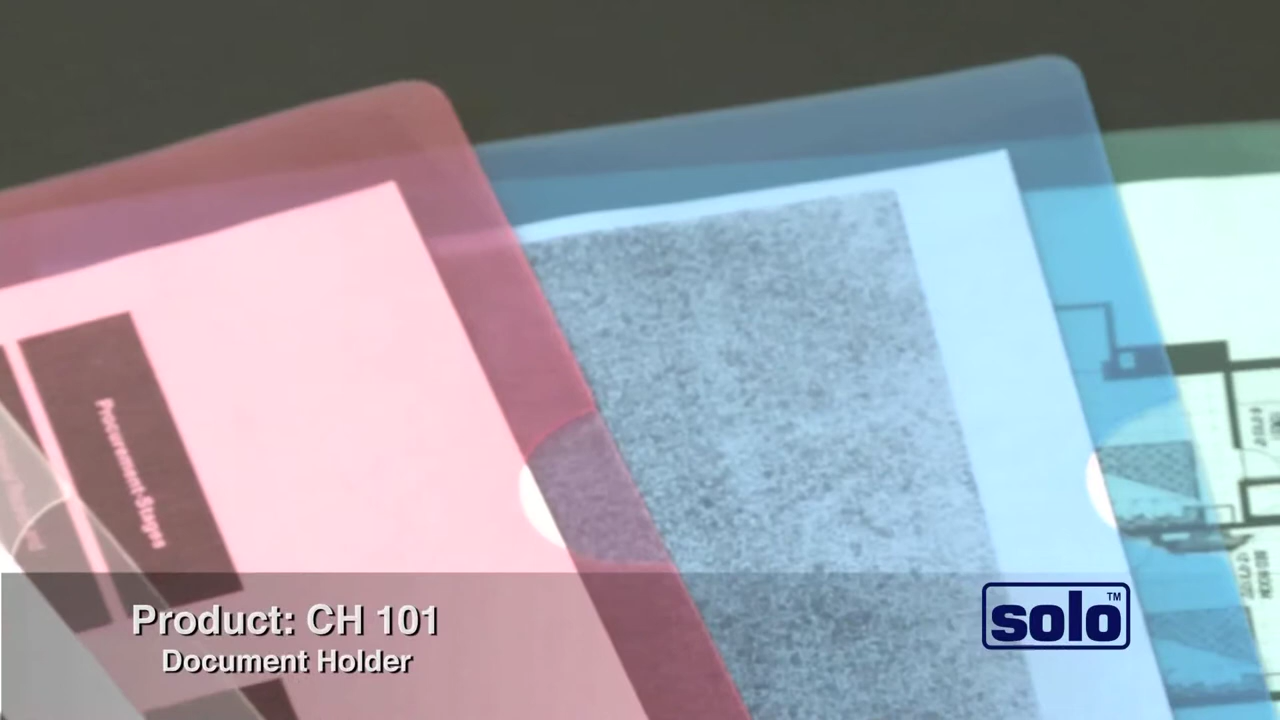 Procurement-Stages
Product: CH 101
Document Holder
solo™